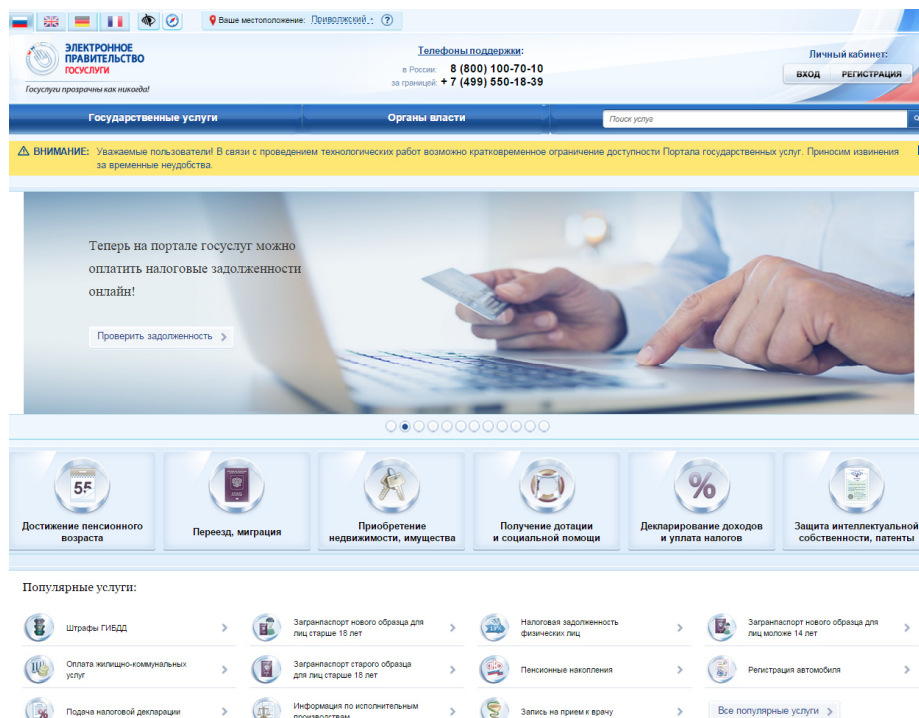 Ваше местоположение: Приволжский
?
ЭЛЕКТРОННОЕ
ПРАВИТЕЛЬСТВО
ГОСУСЛУГИ
Госуслуги прозрачны как никогда!
Телефоны поддержки:
в России: 8 (800) 100-70-10
за границей: + 7 (499) 550-18-39
Личный кабинет:
ВХОД РЕГИСТРАЦИЯ
Государственные услуги Органы власти Поиск услуг
ВНИМАНИЕ: Уважаемые пользователи! В связи с проведением технологических работ возможно кратковременное ограничение доступности Портала государственных услуг. Приносим извинения
за временные неудобства.
Теперь на портале госуслуг можно
оплатить налоговые задолженности
онлайн!
Проверить задолженность
55
Достижение пенсионного
возраста
Переезд, миграция
Приобретение
недвижимости, имущества
Получение дотации
и социальной помощи
%
Декларирование доходов
и уплата налогов
Защита интеллектуальной
собственности, патенты
Популярные услуги:
Штрафы ГИБДД
Загранпаспорт нового образца для
лиц старше 18 лет
Налоговая задолженность
физических лиц
Загранпаспорт нового образца для
лиц моложе 14 лет
Оплата жилищно-коммунальных
услуг
Загранпаспорт старого образца
для лиц старше 18 лет
Пенсионные накопления
Регистрация автомобиля
Подача налоговой декларации
Информация по исполнительным
производствам
Запись на прием к врачу
Все популярные услуги